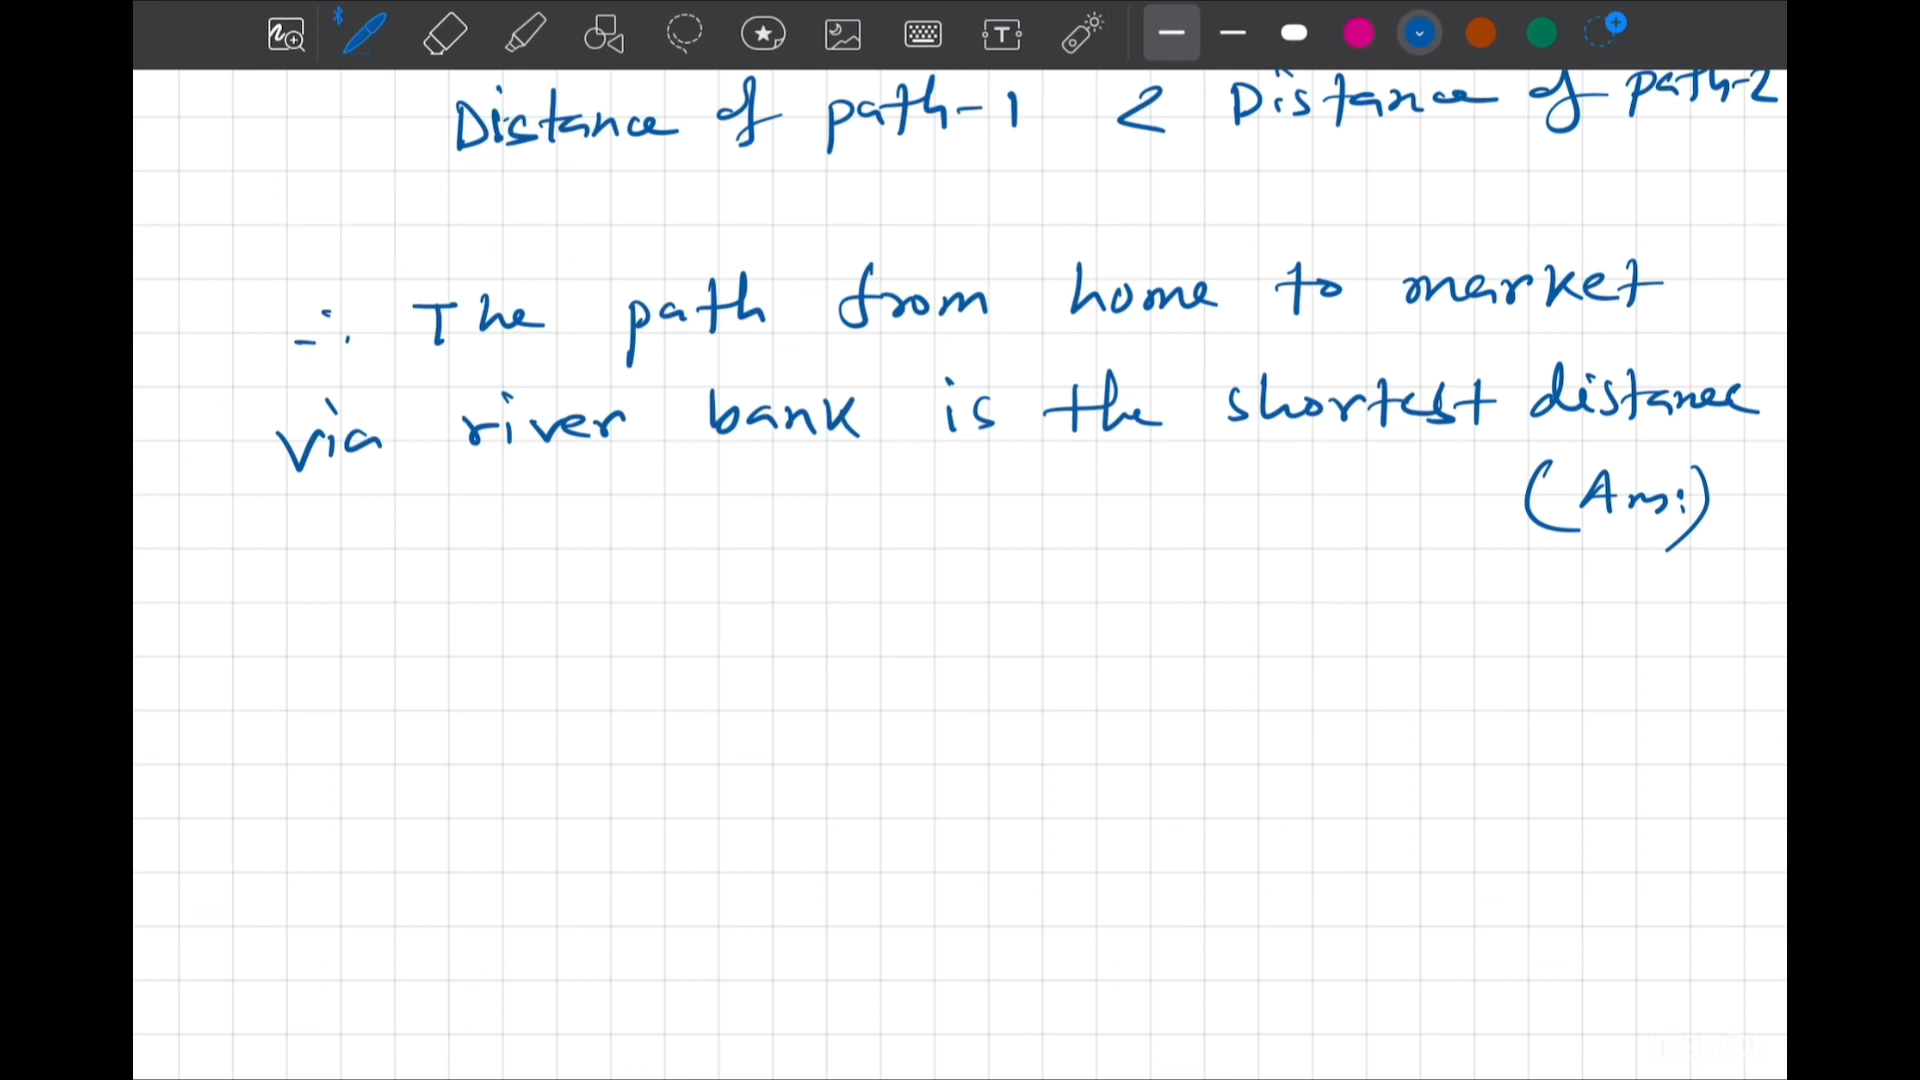 Distance of path-1 < Distance of path-2
∴ The path from home to market
via river bank is the shortest distance
(Ans:)